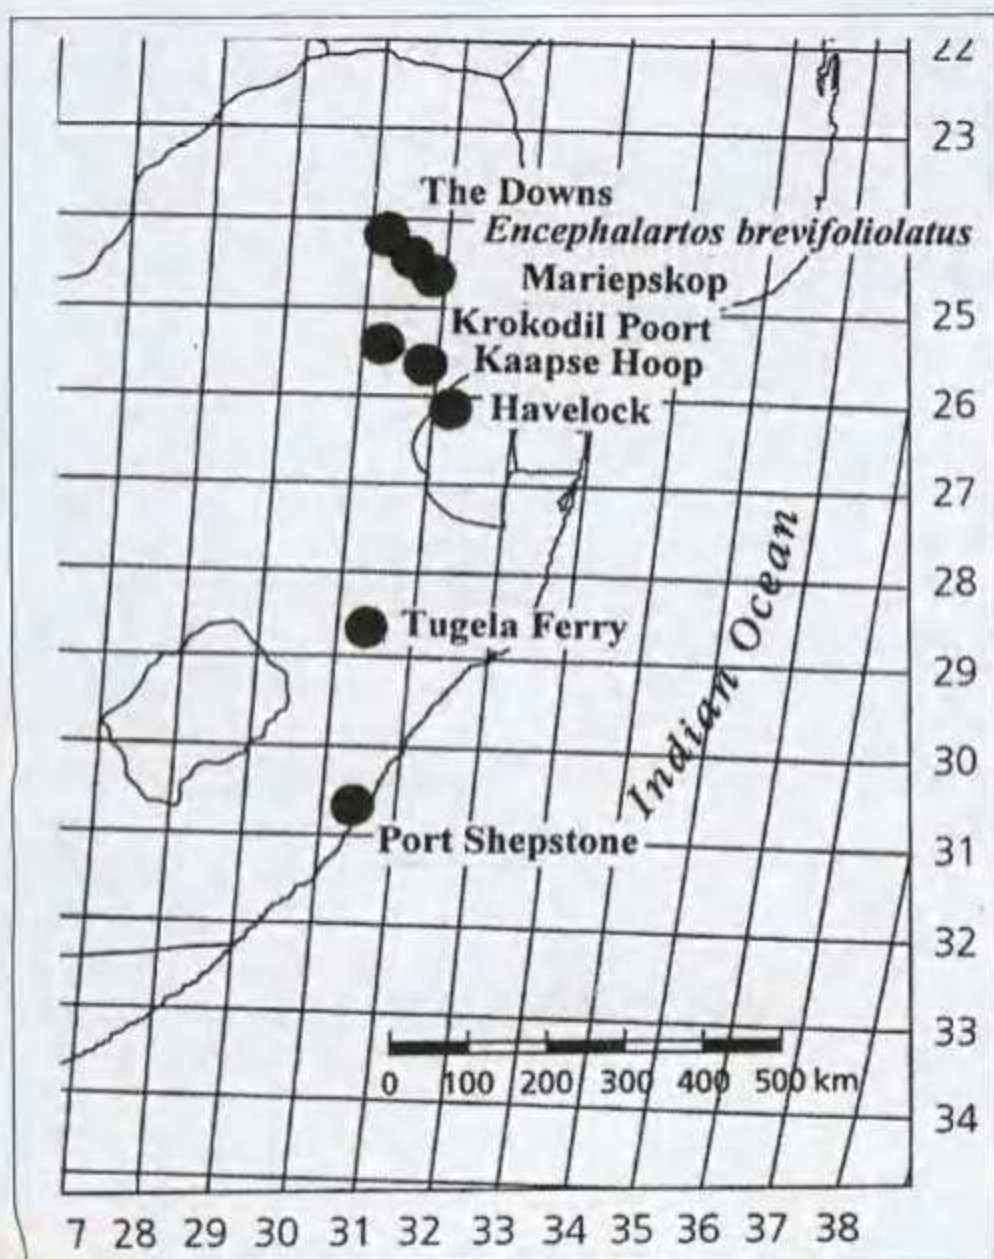 22
23
The Downs
Encephalartos brevifoliolatus
Mariepskop
25
Krokodil Poort
Kaapse Hoop
26
Havelock
27
28
Tugela Ferry
29
Indian Ocean
30
Port Shepstone
31
32
33
0 100 200 300 400 500 km
34
7 28 29 30 31 32 33 34 35 36 37 38